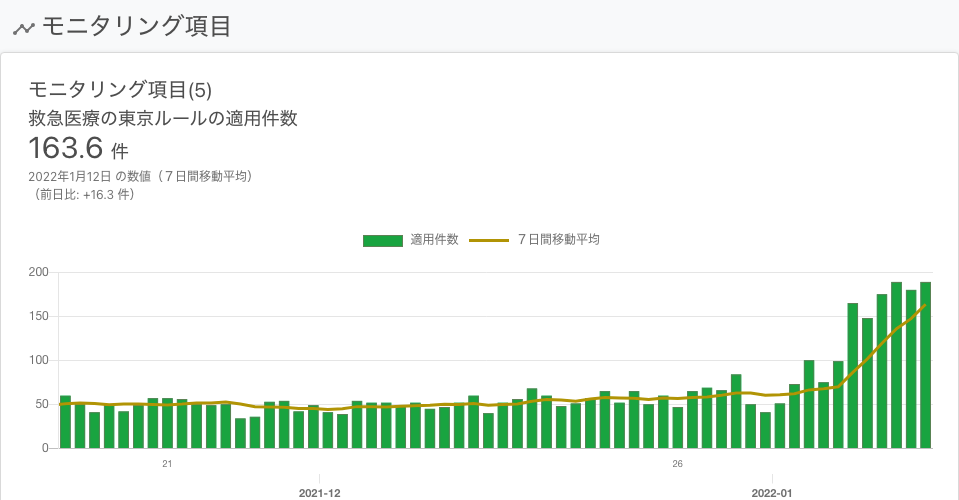 モニタリング項目
モニタリング項目(5)
救急医療の東京ルールの適用件数
163.6 件
2022年1月12日 の数値（７日間移動平均）
（前日比: +16.3 件）
適用件数 ７日間移動平均
200
150
100
50
0
21 26
2021-12 2022-01